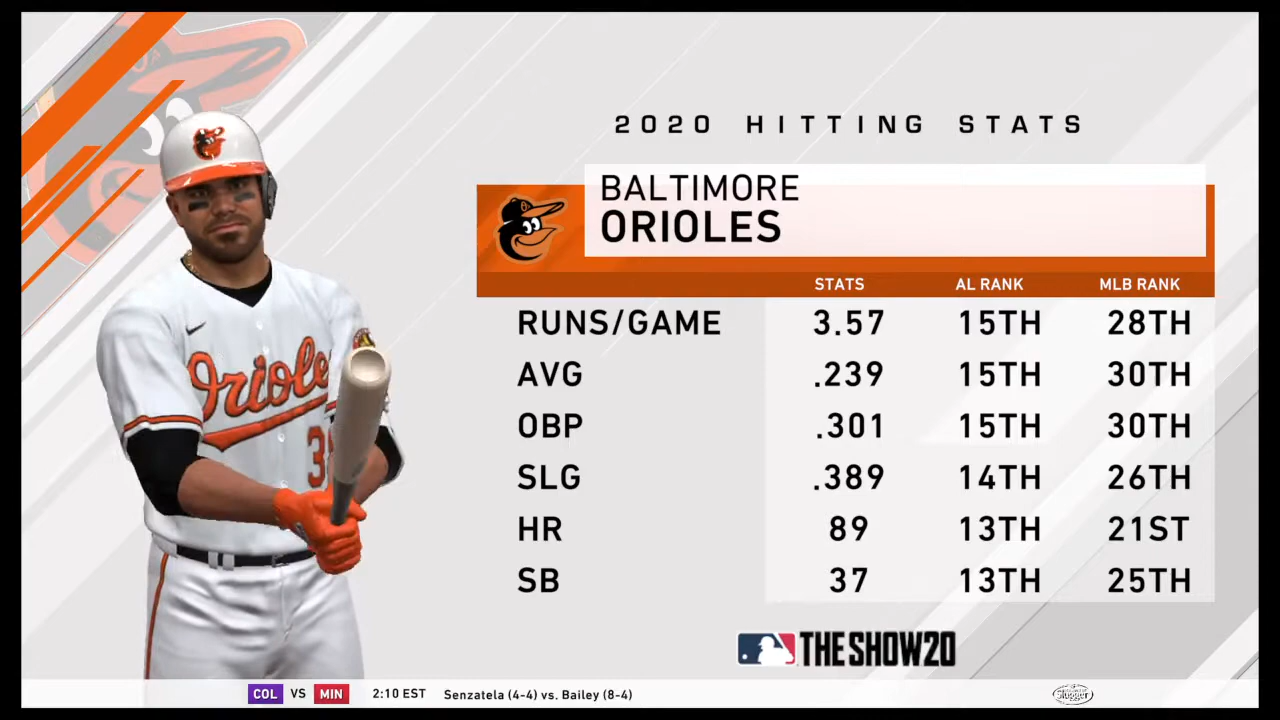 2020 HITTING STATS
BALTIMORE
ORIOLES
STATS AL RANK MLB RANK
RUNS/GAME 3.57 15TH 28TH
AVG .239 15TH 30TH
OBP .301 15TH 30TH
SLG .389 14TH 26TH
HR 89 13TH 21ST
SB 37 13TH 25TH
Orioles
THE SHOW20
COL VS MIN 2:10 EST Senzatela (4-4) vs. Bailey (8-4)
Slugger